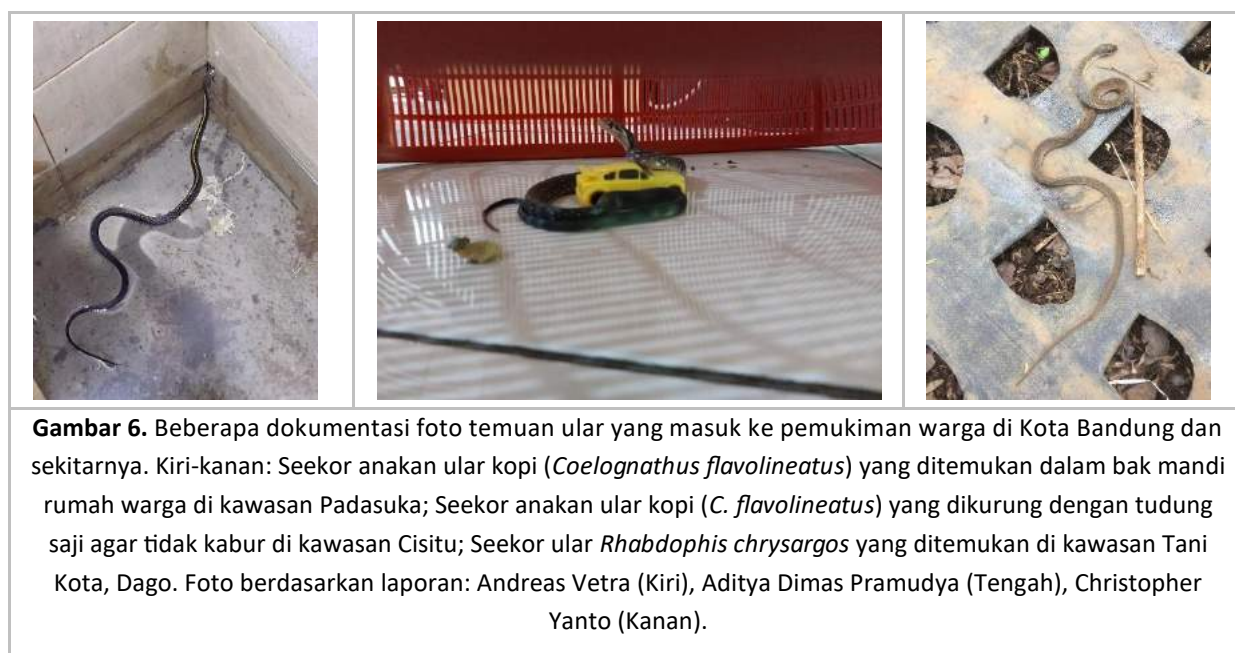 Gambar 6. Beberapa dokumentasi foto temuan ular yang masuk ke pemukiman warga di Kota Bandung dan
sekitarnya. Kiri-kanan: Seekor anakan ular kopi (Coelognathus flavolineatus) yang ditemukan dalam bak mandi
rumah warga di kawasan Padasuka; Seekor anakan ular kopi (C. flavolineatus) yang dikurung dengan tudung
saji agar tidak kabur di kawasan Cisitu; Seekor ular Rhabdophis chrysargos yang ditemukan di kawasan Tani
Kota, Dago. Foto berdasarkan laporan: Andreas Vetra (Kiri), Aditya Dimas Pramudya (Tengah), Christopher
Yanto (Kanan).